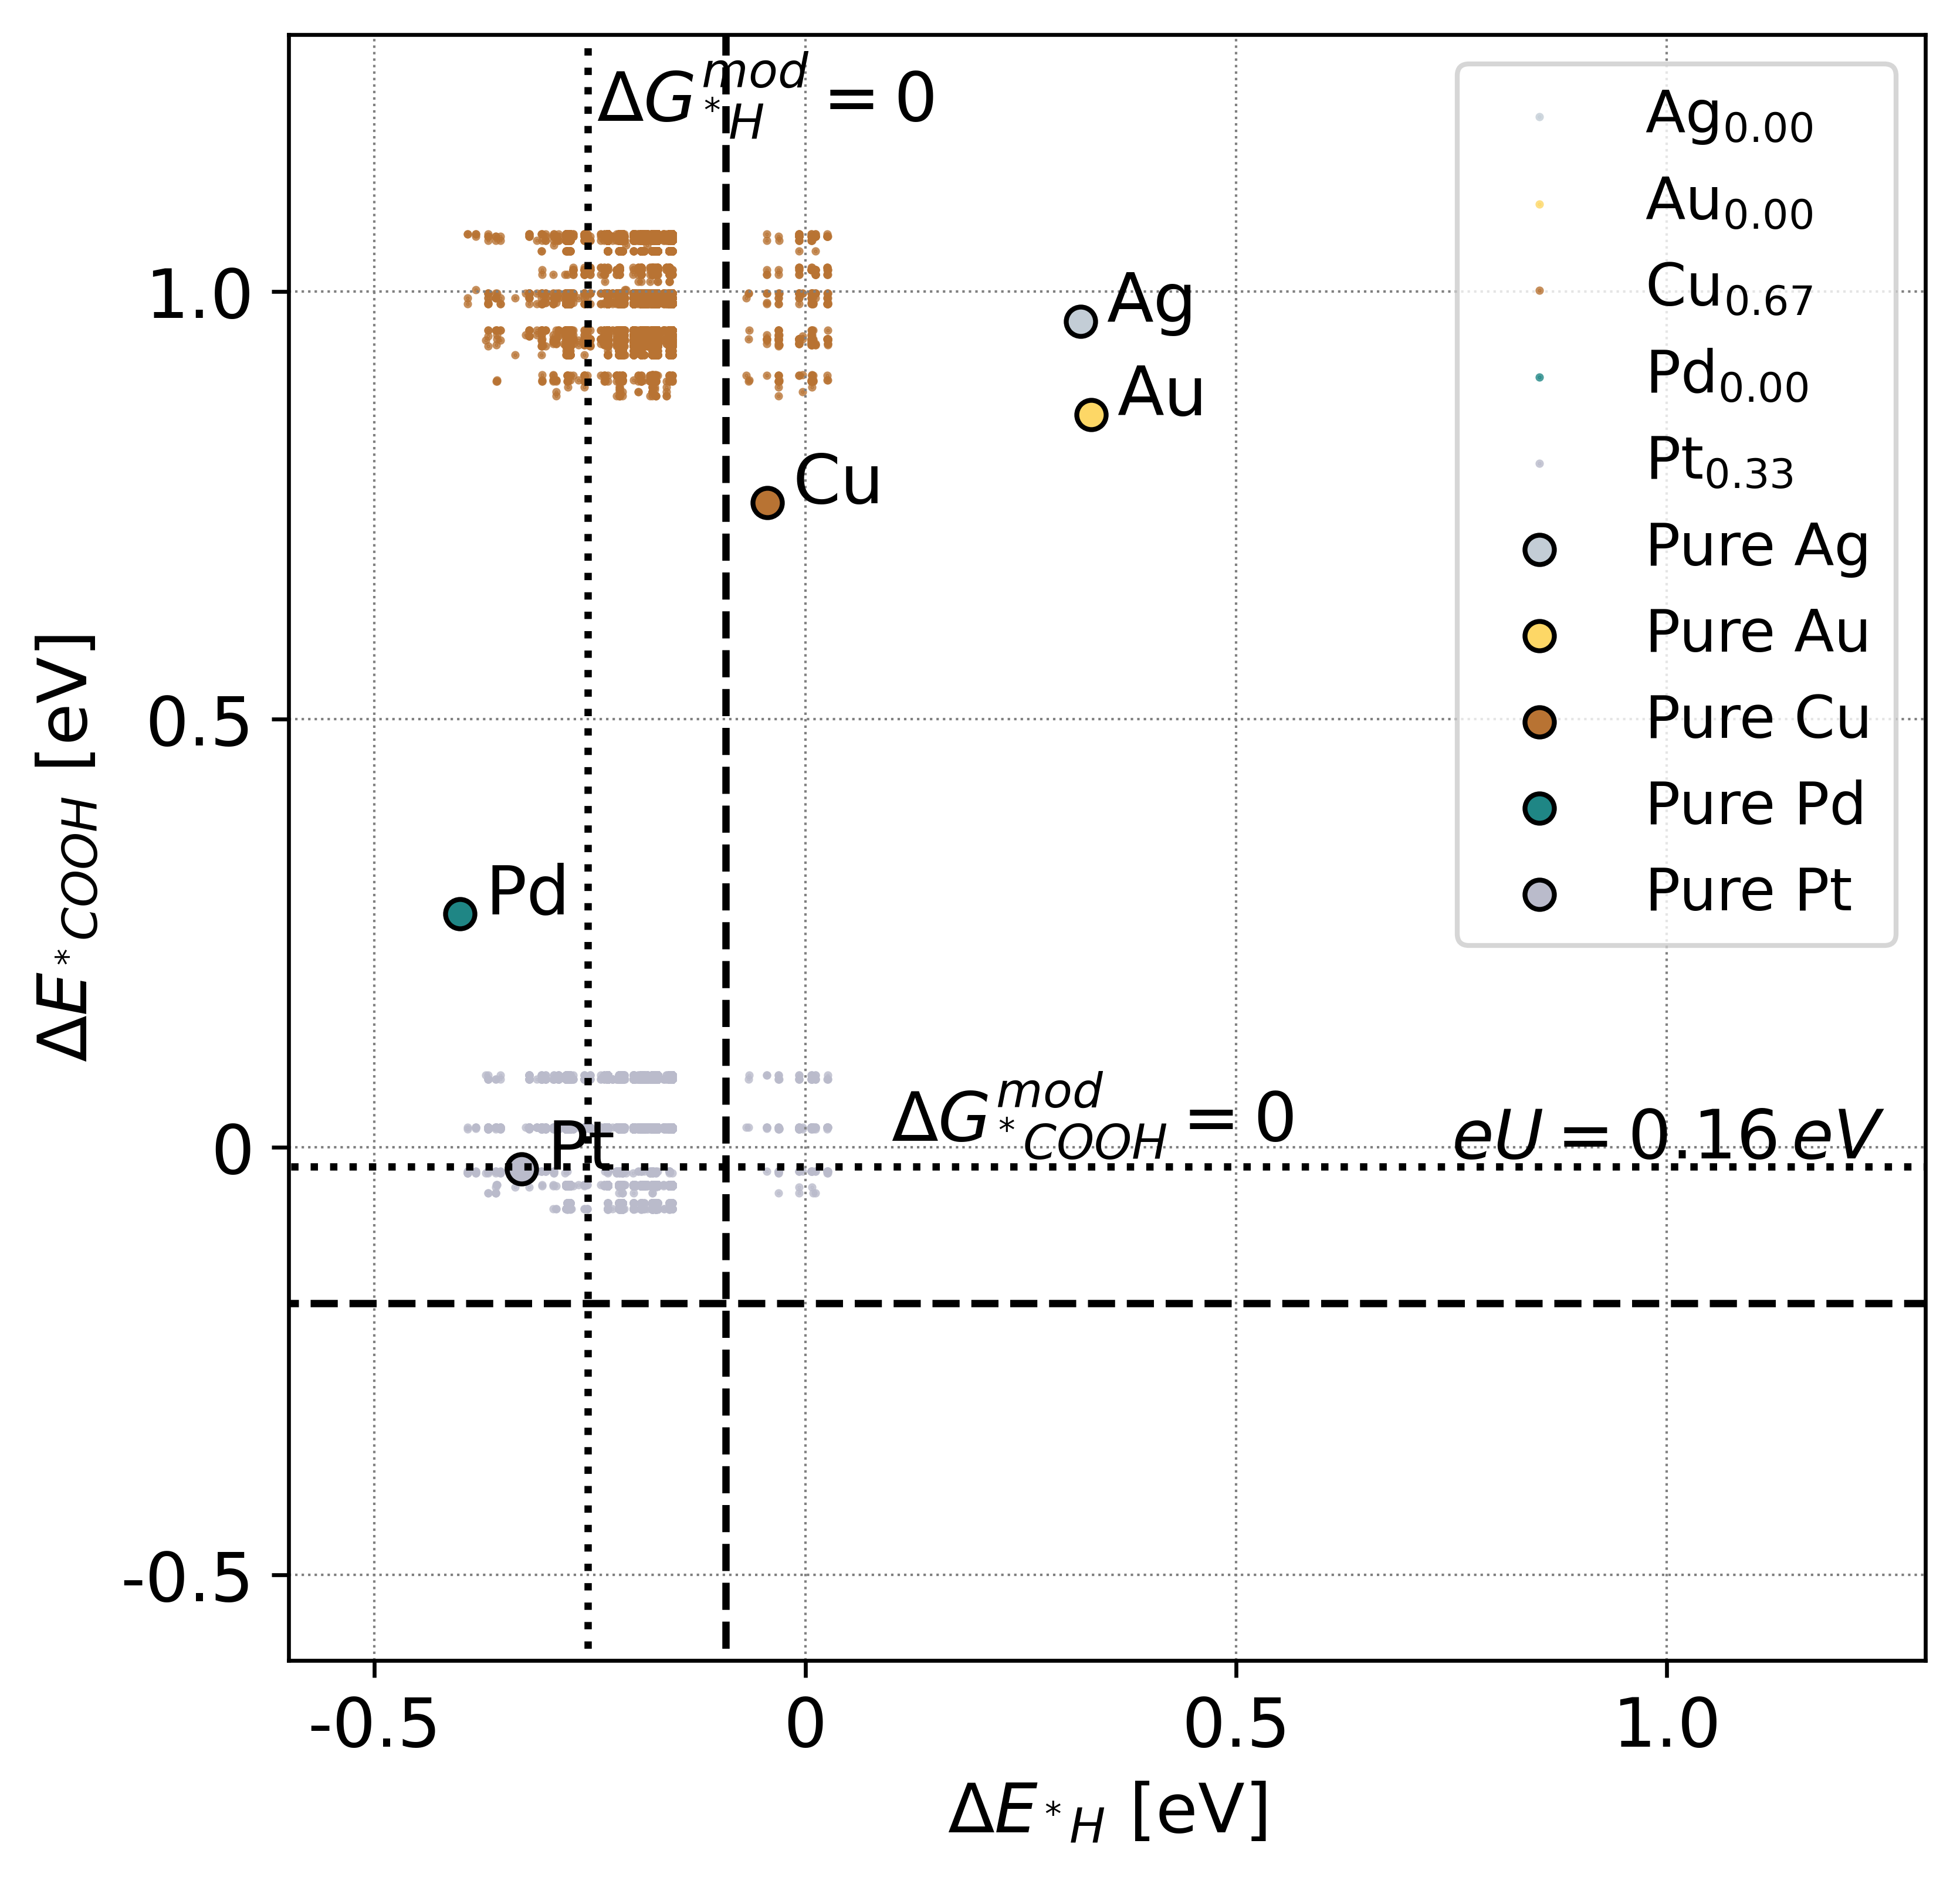 ΔG*H^mod = 0
Ag
Au
Cu
Pd
Pt
ΔG*COOH^mod = 0
eU = 0.16 eV
Ag0.00
Au0.00
Cu0.67
Pd0.00
Pt0.33
Pure Ag
Pure Au
Pure Cu
Pure Pd
Pure Pt
1.0
0.5
0
-0.5
ΔE*COOH [eV]
-0.5
0
0.5
1.0
ΔE*H [eV]